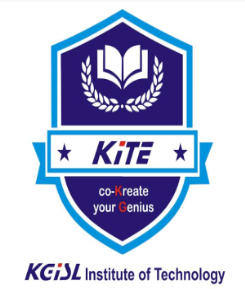 KiTE
co-Kreate
your Genius
KGiSL Institute of Technology